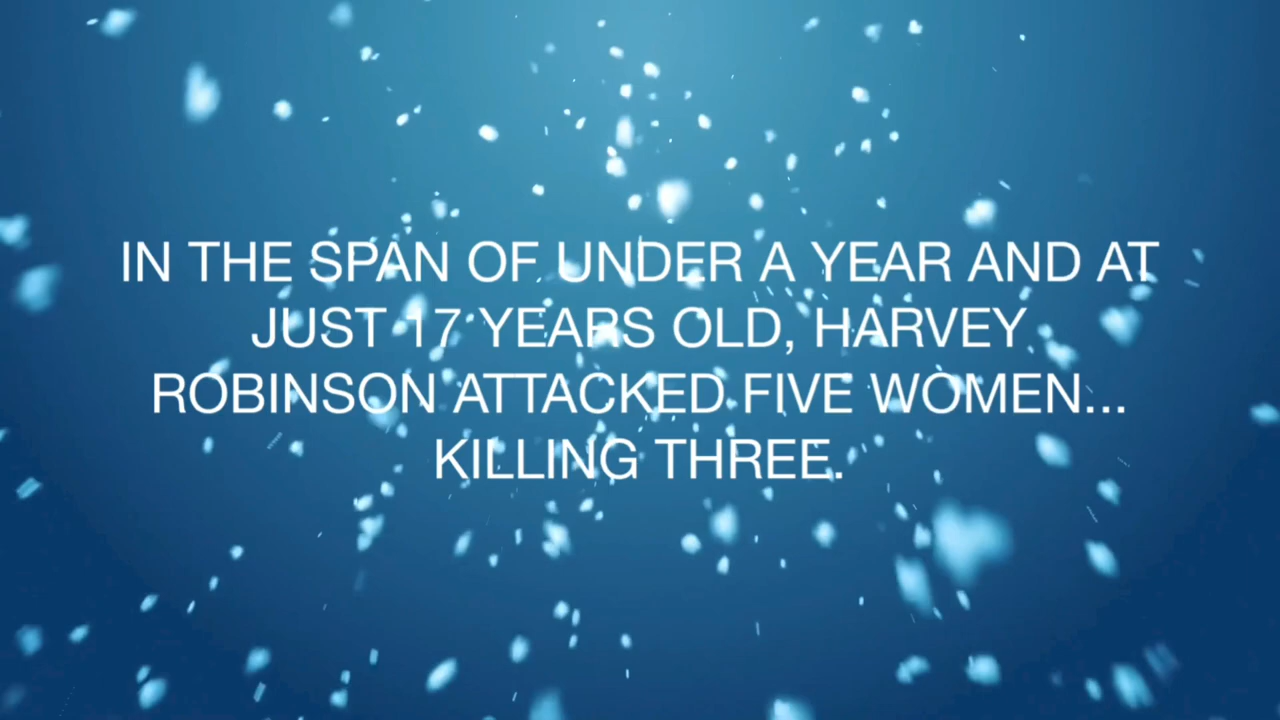 IN THE SPAN OF UNDER A YEAR AND AT
JUST 17 YEARS OLD, HARVEY
ROBINSON ATTACKED FIVE WOMEN...
KILLING THREE.